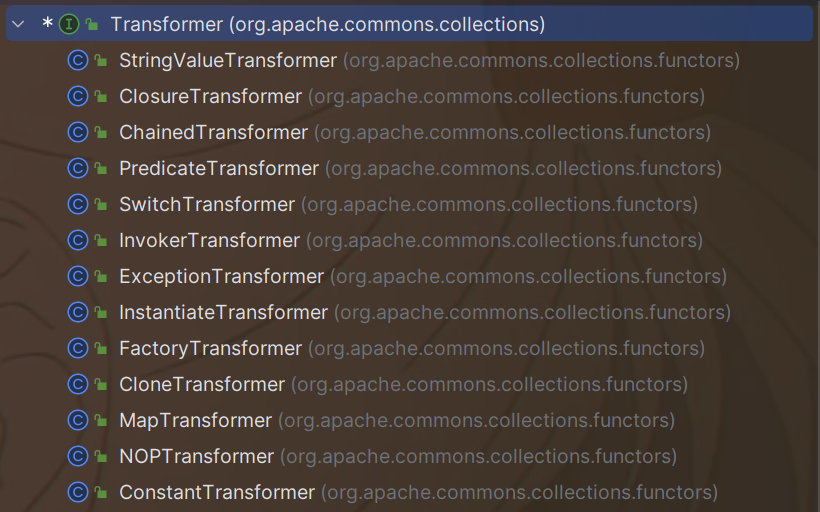 * I Transformer (org.apache.commons.collections)
C StringValueTransformer (org.apache.commons.collections.functors)
C ClosureTransformer (org.apache.commons.collections.functors)
C ChainedTransformer (org.apache.commons.collections.functors)
C PredicateTransformer (org.apache.commons.collections.functors)
C SwitchTransformer (org.apache.commons.collections.functors)
C InvokerTransformer (org.apache.commons.collections.functors)
C ExceptionTransformer (org.apache.commons.collections.functors)
C InstantiateTransformer (org.apache.commons.collections.functors)
C FactoryTransformer (org.apache.commons.collections.functors)
C CloneTransformer (org.apache.commons.collections.functors)
C MapTransformer (org.apache.commons.collections.functors)
C NOPTransformer (org.apache.commons.collections.functors)
C ConstantTransformer (org.apache.commons.collections.functors)